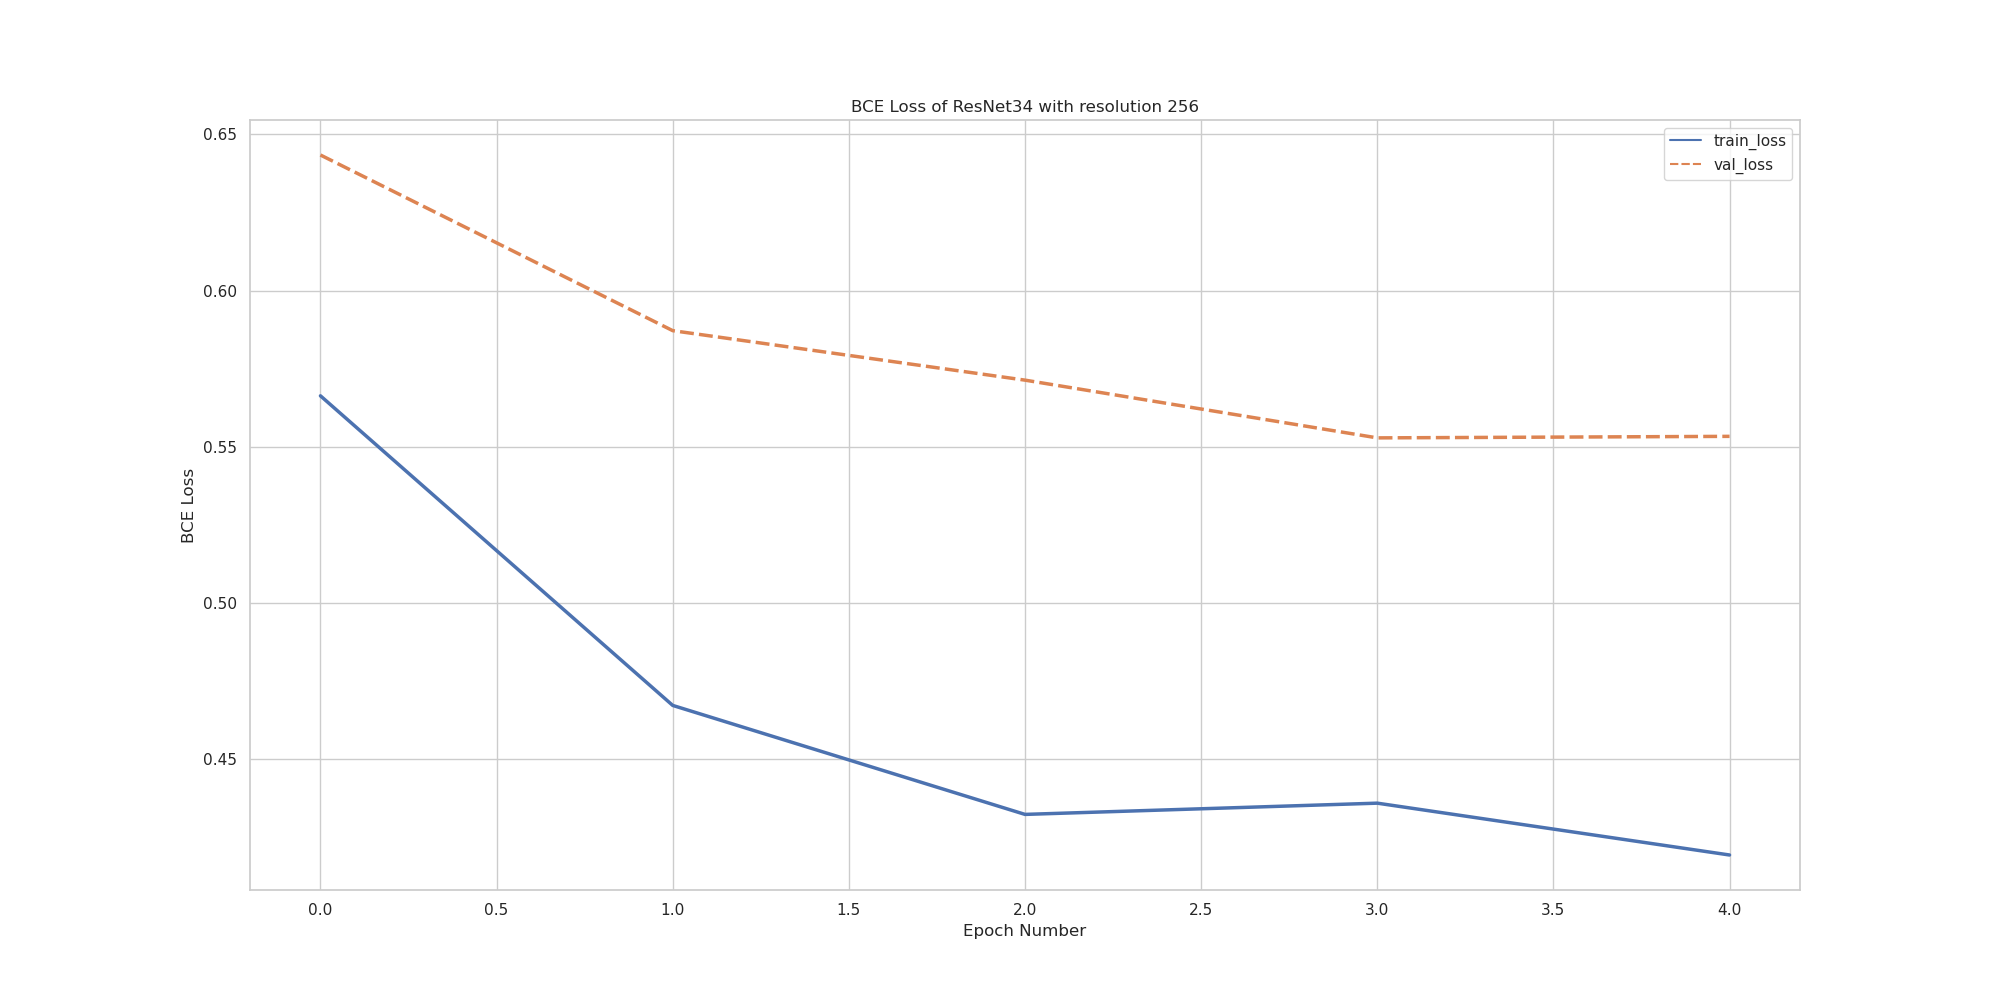 BCE Loss of ResNet34 with resolution 256
train_loss
val_loss
0.65
0.60
0.55
0.50
0.45
BCE Loss
0.0 0.5 1.0 1.5 2.0 2.5 3.0 3.5 4.0
Epoch Number